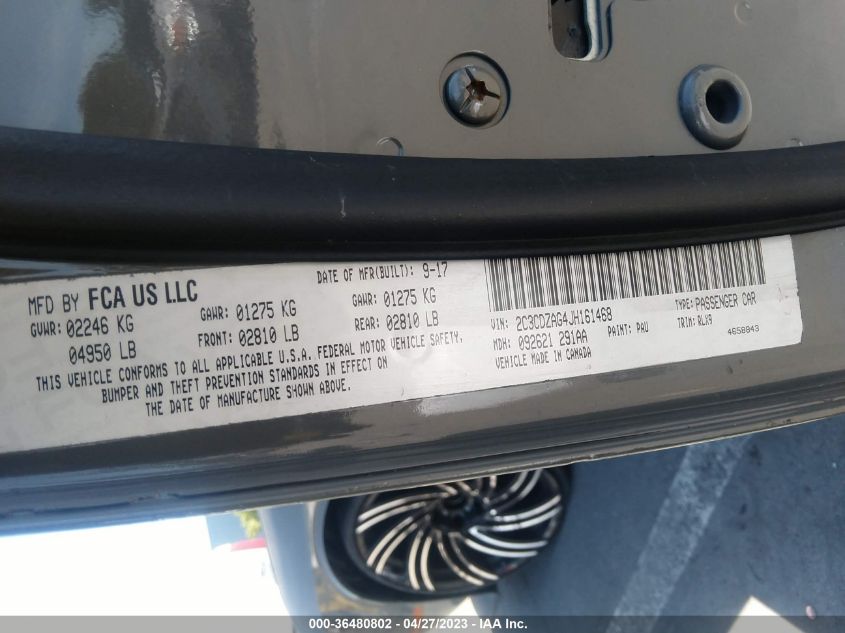 MFD BY FCA US LLC
DATE OF MFR(BUILT): 9-17
GVWR: 02246 KG
04950 LB
GAWR: 01275 KG
FRONT: 02810 LB
GAWR: 01275 KG
REAR: 02810 LB
THIS VEHICLE CONFORMS TO ALL APPLICABLE U.S.A. FEDERAL MOTOR VEHICLE SAFETY,
BUMPER AND THEFT PREVENTION STANDARDS IN EFFECT ON
THE DATE OF MANUFACTURE SHOWN ABOVE.
VIN: 2C3CDZAG4JH161468
TYPE: PASSENGER CAR
MDH: 092621 291AA
PAINT: PAU
TRIM: RLX9
VEHICLE MADE IN CANADA
4658043
000-36480802 - 04/27/2023 - IAA Inc.